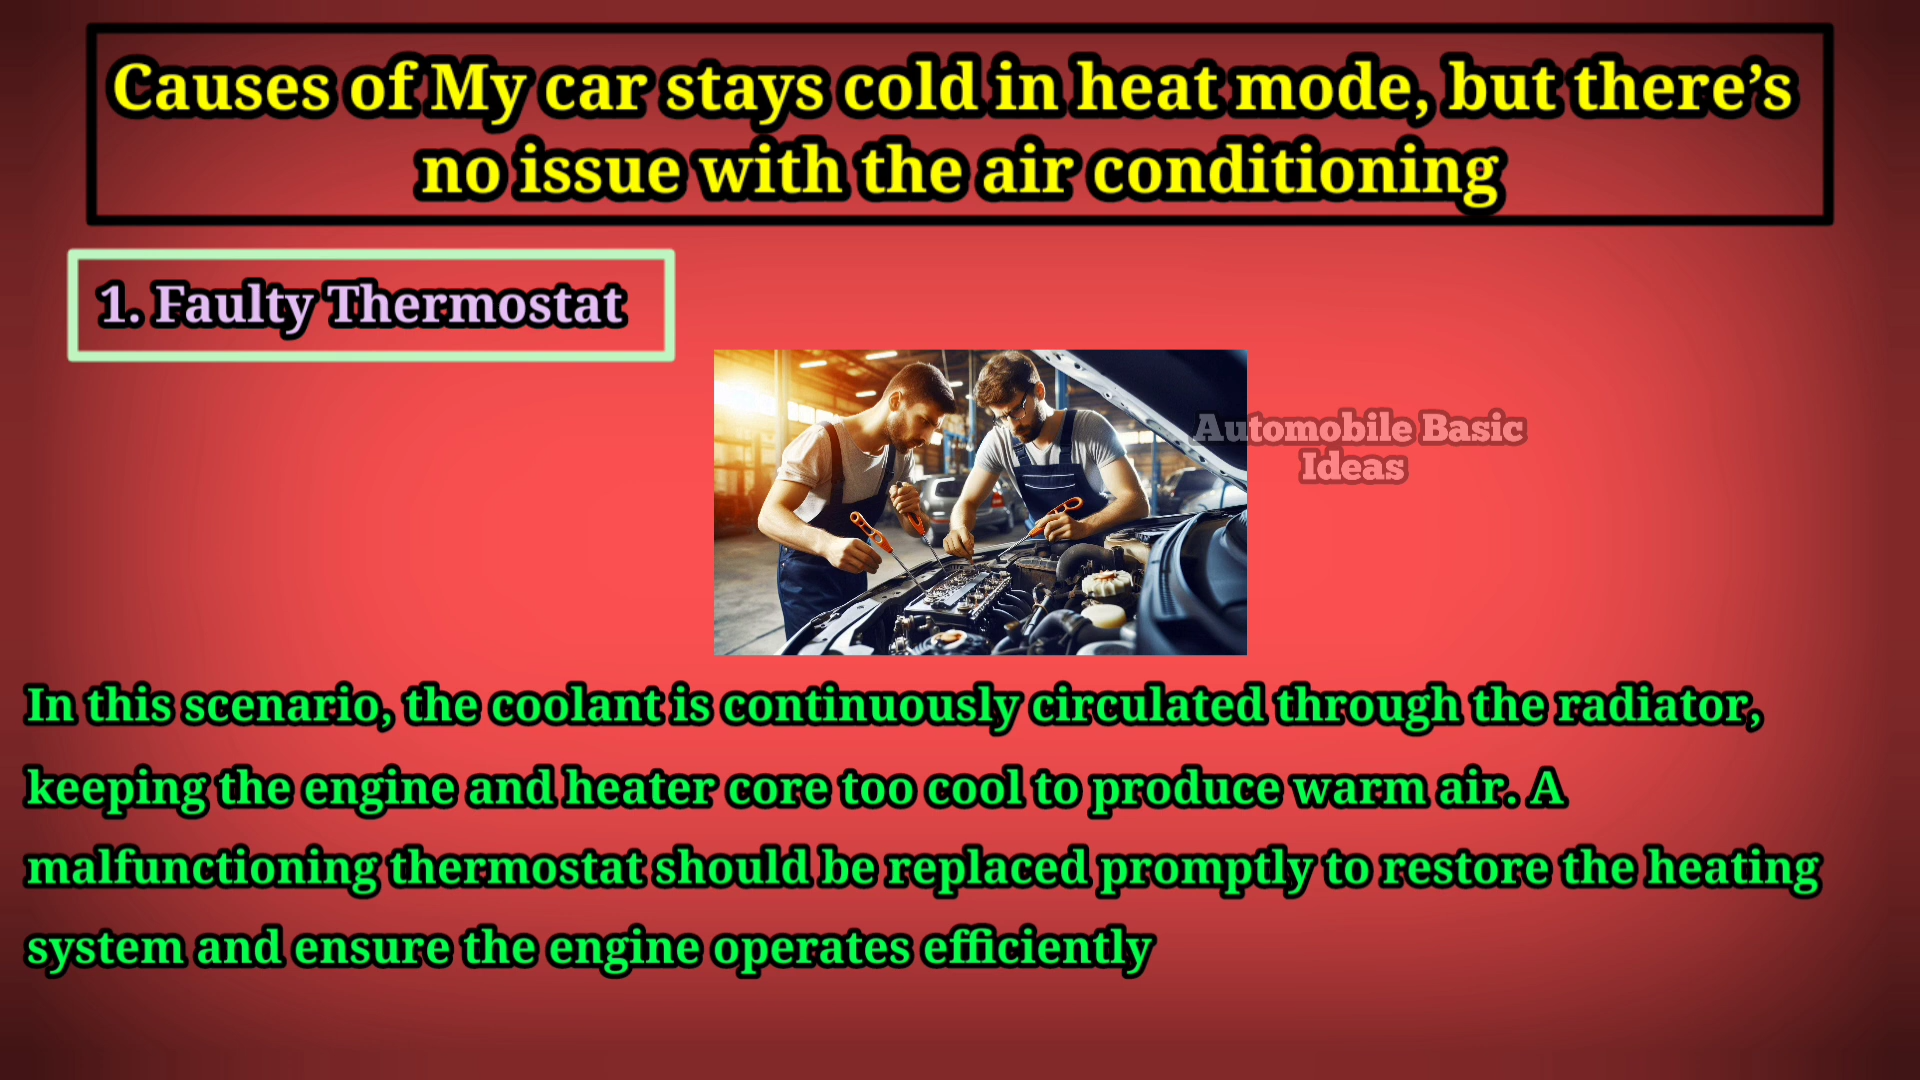 Causes of My car stays cold in heat mode, but there’s
no issue with the air conditioning
1. Faulty Thermostat
Automobile Basic
Ideas
In this scenario, the coolant is continuously circulated through the radiator,
keeping the engine and heater core too cool to produce warm air. A
malfunctioning thermostat should be replaced promptly to restore the heating
system and ensure the engine operates efficiently